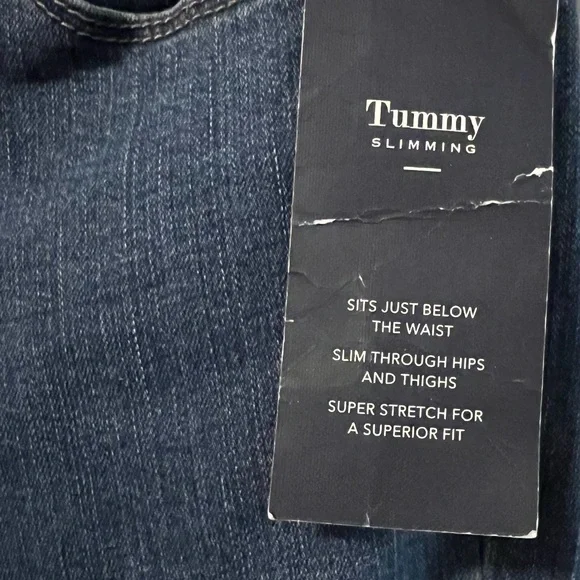 Tummy
SLIMMING
SITS JUST BELOW
THE WAIST
SLIM THROUGH HIPS
AND THIGHS
SUPER STRETCH FOR
A SUPERIOR FIT